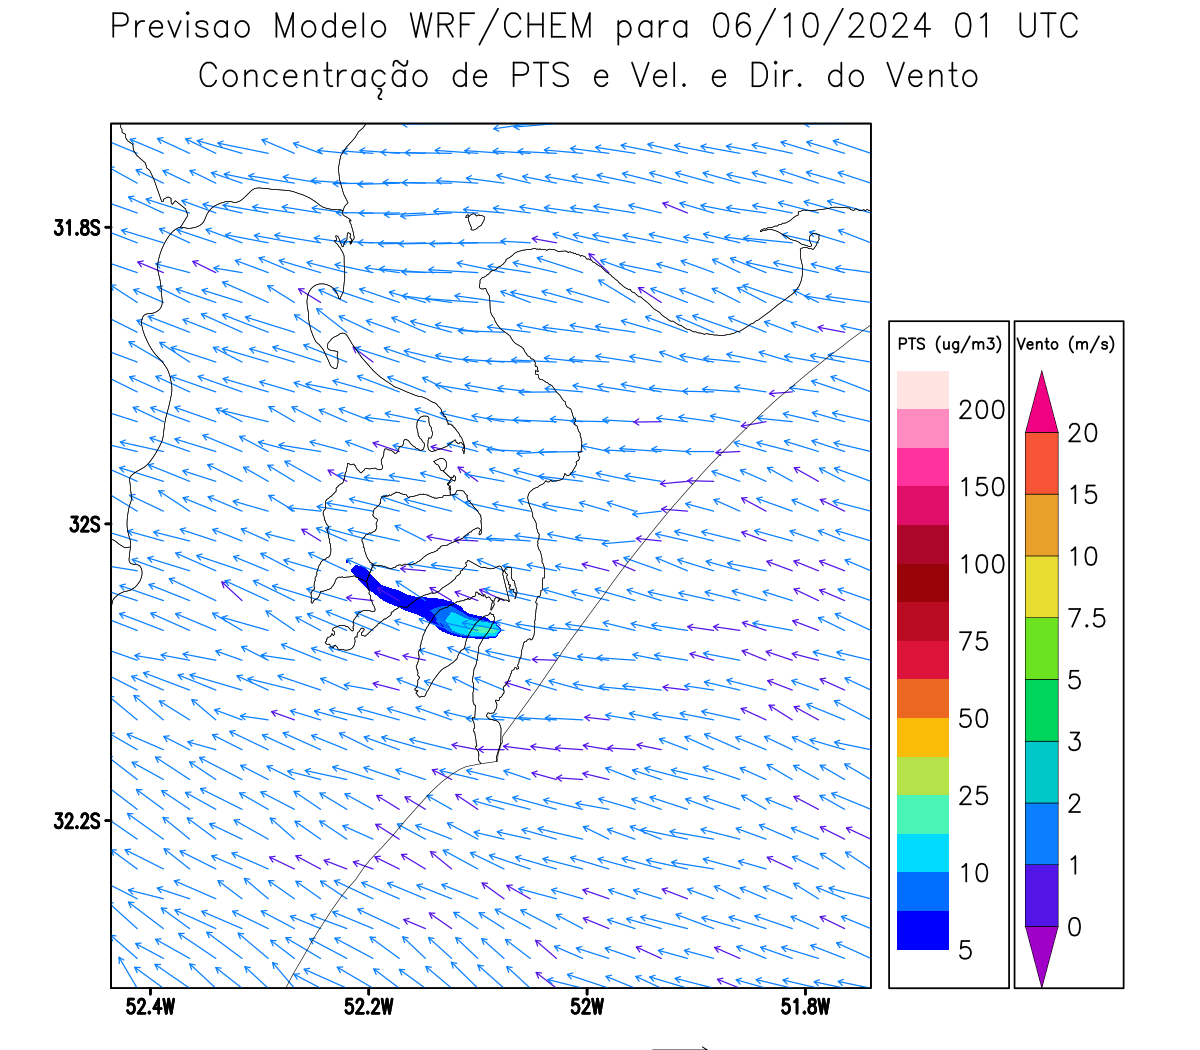 Previsao Modelo WRF/CHEM para 06/10/2024 01 UTC
Concentração de PTS e Vel. e Dir. do Vento
31.8S
32S
32.2S
52.4W
52.2W
52W
51.8W
PTS (ug/m3)
200
150
100
75
50
25
10
5
Vento (m/s)
20
15
10
7.5
5
3
2
1
0